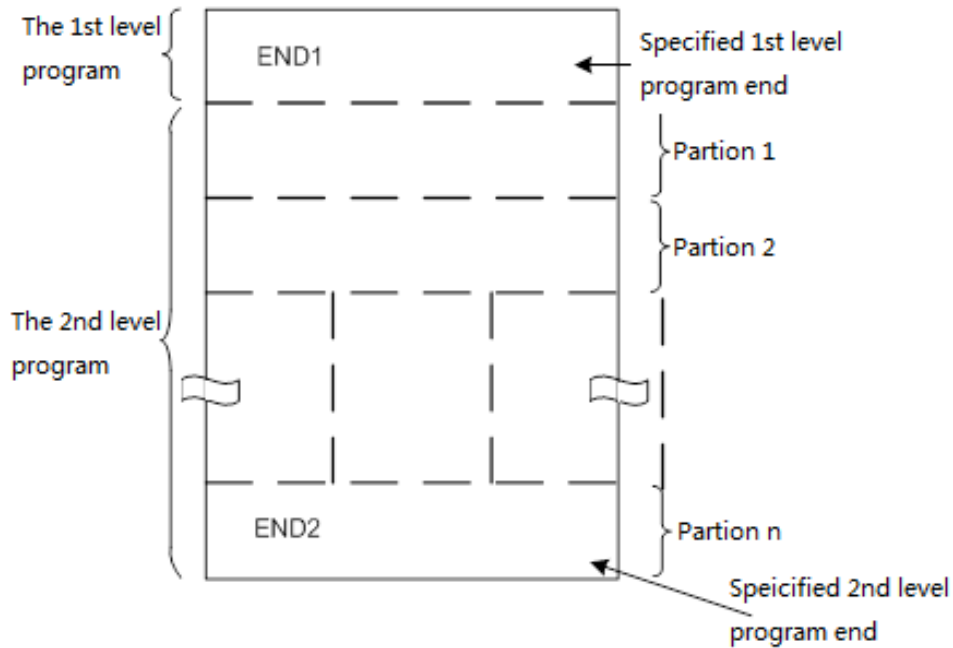 The 1st level
program
END1
Specified 1st level
program end
Partion 1
Partion 2
The 2nd level
program
END2
Partion n
Speicified 2nd level
program end